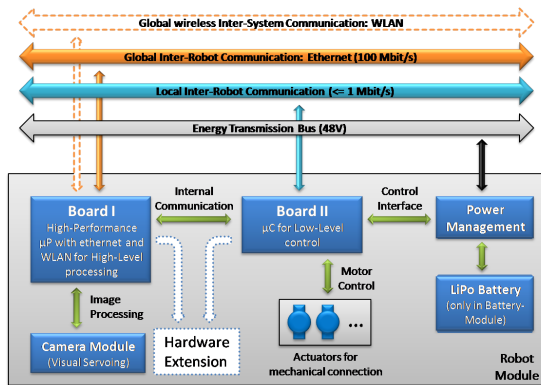 Global wireless Inter-System Communication: WLAN
Global Inter-Robot Communication: Ethernet (100 Mbit/s)
Local Inter-Robot Communication (<= 1 Mbit/s)
Energy Transmission Bus (48V)
Board I
High-Performance
µP with ethernet and
WLAN for High-Level
processing
Internal
Communication
Board II
µC for Low-Level
control
Control
Interface
Power
Management
Image
Processing
Motor
Control
LiPo Battery
(only in Battery-
Module)
Camera Module
(Visual Servoing)
Hardware
Extension
...
Actuators for
mechanical connection
Robot
Module